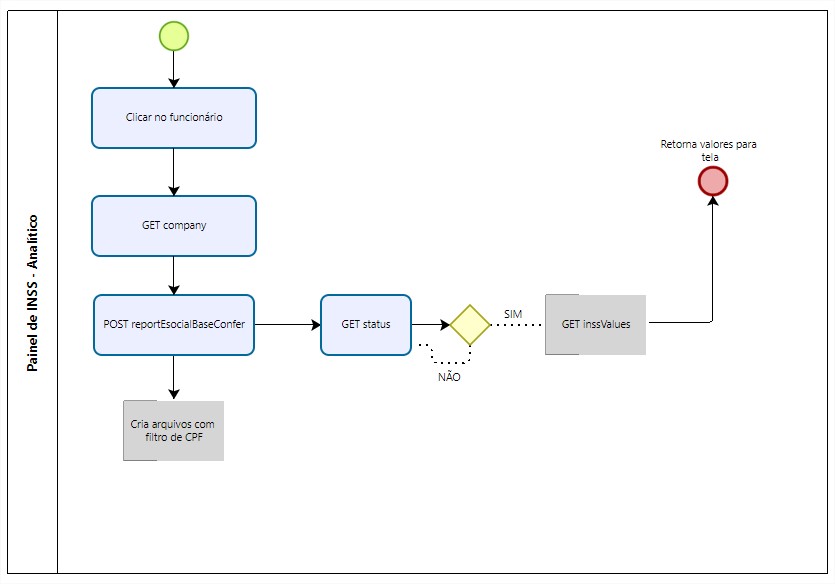 Painel de INSS - Analítico
Clicar no funcionário
GET company
POST reportEsocialBaseConfer
GET status
SIM
NÃO
GET inssValues
Retorna valores para
tela
Cria arquivos com
filtro de CPF